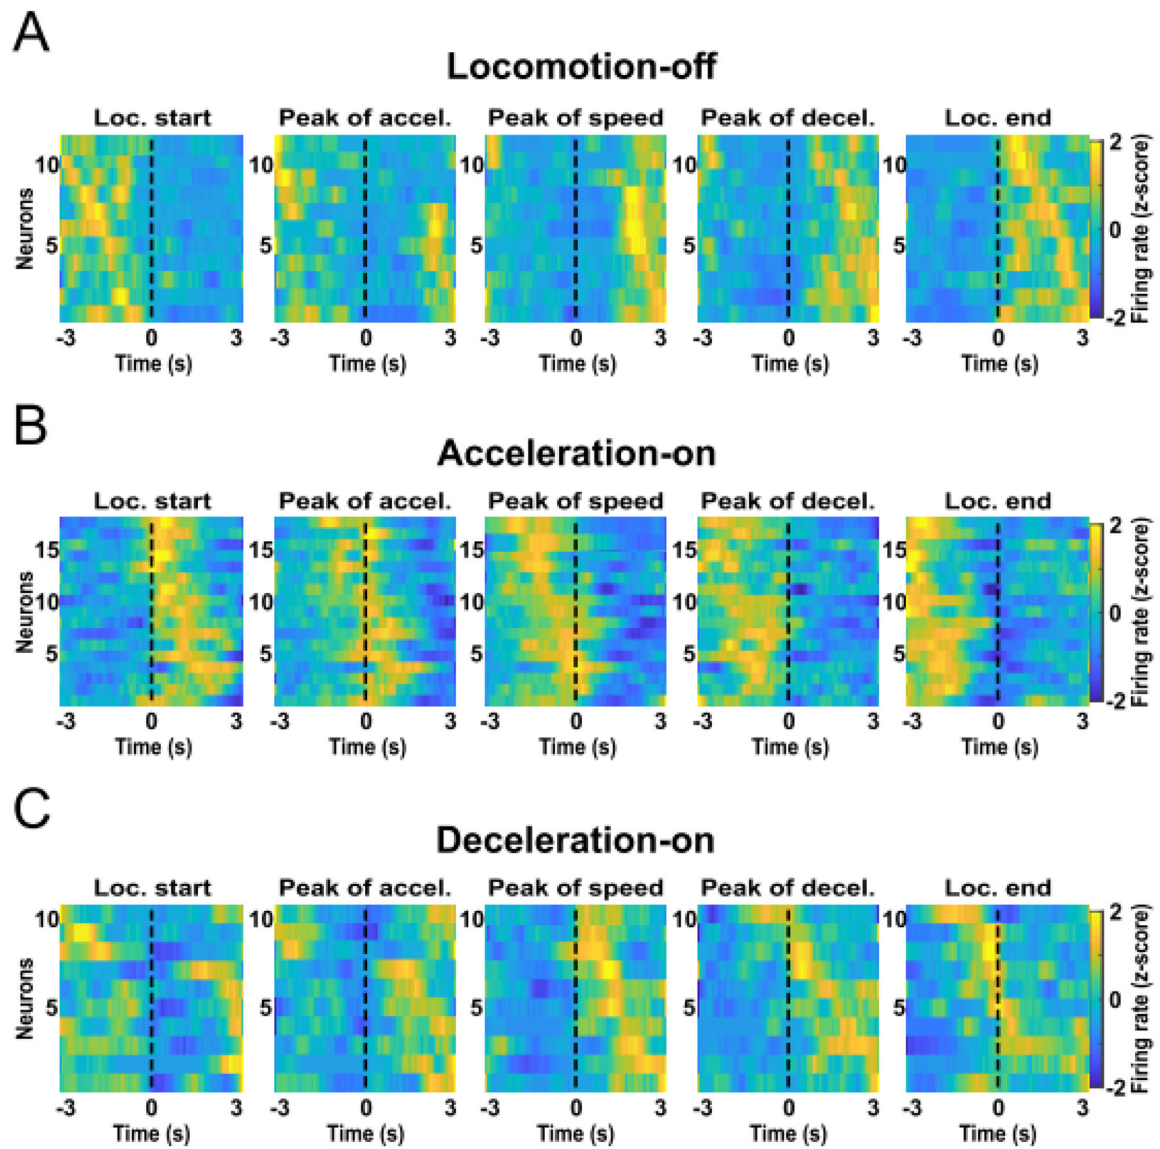 A
Locomotion-off
Loc. start Peak of accel. Peak of speed Peak of decel. Loc. end
Neurons
10 10 10 10 10
5 5 5 5 5
2
0
-2
Firing rate (z-score)
-3 0 3 -3 0 3 -3 0 3 -3 0 3 -3 0 3
Time (s) Time (s) Time (s) Time (s) Time (s)
B
Acceleration-on
Loc. start Peak of accel. Peak of speed Peak of decel. Loc. end
Neurons
15 15 15 15 15
10 10 10 10 10
5 5 5 5 5
2
0
-2
Firing rate (z-score)
-3 0 3 -3 0 3 -3 0 3 -3 0 3 -3 0 3
Time (s) Time (s) Time (s) Time (s) Time (s)
C
Deceleration-on
Loc. start Peak of accel. Peak of speed Peak of decel. Loc. end
Neurons
10 10 10 10 10
5 5 5 5 5
2
0
-2
Firing rate (z-score)
-3 0 3 -3 0 3 -3 0 3 -3 0 3 -3 0 3
Time (s) Time (s) Time (s) Time (s) Time (s)